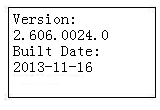 Version:
2.606.0024.0
Built Date:
2013-11-16